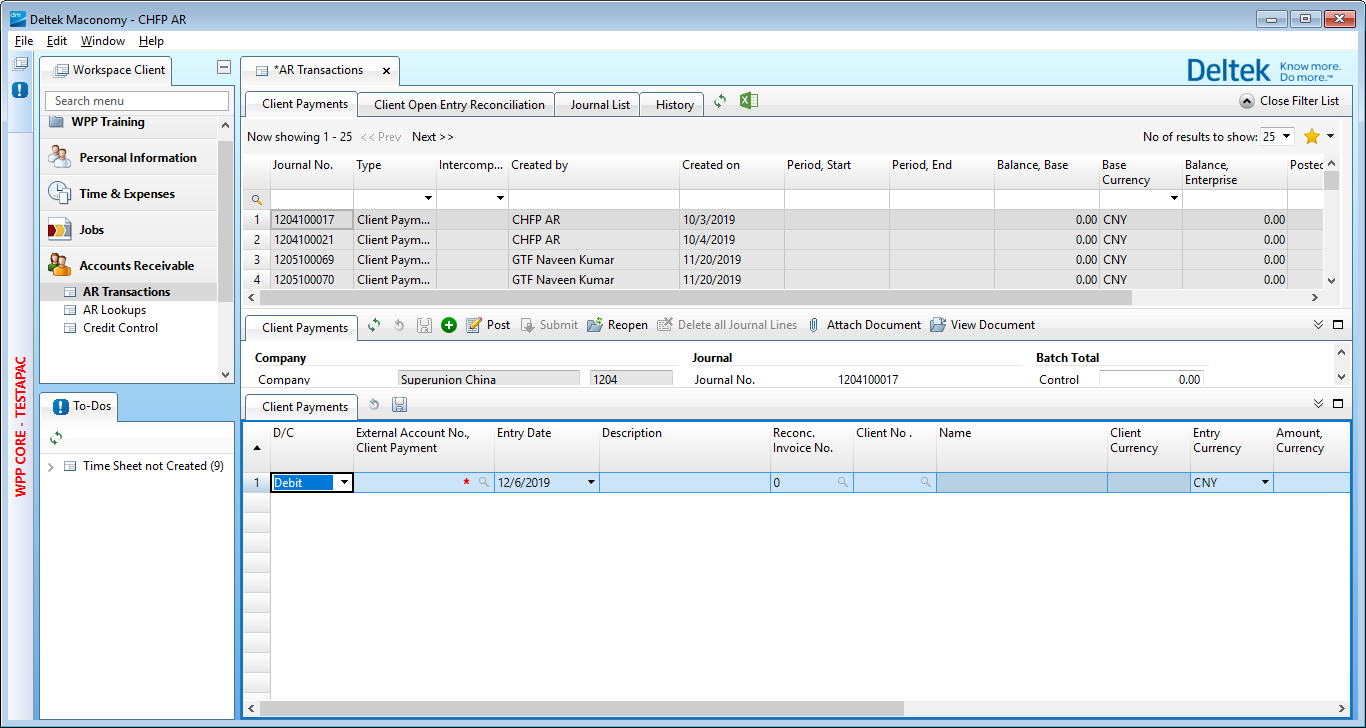 Deltek Maconomy - CHFP AR
File Edit Window Help
Workspace Client
Search menu
WPP Training
Personal Information
Time & Expenses
Jobs
Accounts Receivable
AR Transactions
AR Lookups
Credit Control
To-Dos
Time Sheet not Created (9)
WPP CORE - TESTAPAC
*AR Transactions
Deltek Know more.
Do more.™
Client Payments Client Open Entry Reconciliation Journal List History
Close Filter List
Now showing 1 - 25 << Prev Next >>
No of results to show: 25
Journal No. Type Intercomp... Created by Created on Period, Start Period, End Balance, Base Base Currency Balance, Enterprise Posted
1 1204100017 Client Paym... CHFP AR 10/3/2019 0.00 CNY 0.00
2 1204100021 Client Paym... CHFP AR 10/4/2019 0.00 CNY 0.00
3 1205100069 Client Paym... GTF Naveen Kumar 11/20/2019 0.00 CNY 0.00
4 1205100070 Client Paym... GTF Naveen Kumar 11/20/2019 0.00 CNY 0.00
Client Payments Post Submit Reopen Delete all Journal Lines Attach Document View Document
Company Journal Batch Total
Company Superunion China 1204 Journal No. 1204100017 Control 0.00
Client Payments
D/C External Account No., Client Payment Entry Date Description Reconc. Invoice No. Client No . Name Client Currency Entry Currency Amount, Currency
1 Debit * 12/6/2019 0 CNY